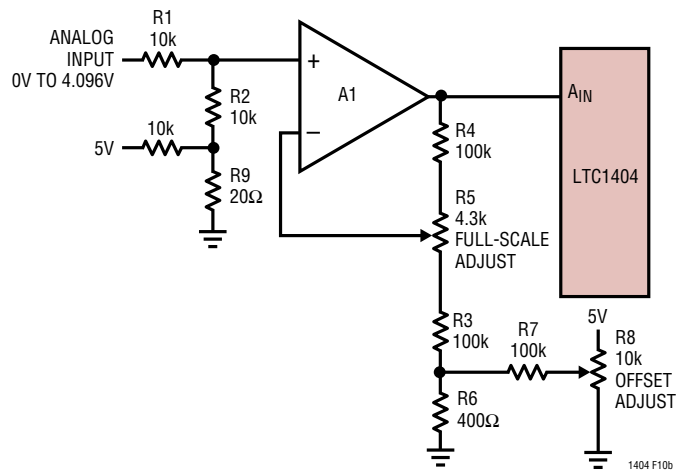 R1
10k
ANALOG
INPUT
0V TO 4.096V
R2
10k
10k
5V
R9
20Ω
+
A1
–
AIN
LTC1404
R4
100k
R5
4.3k
FULL-SCALE
ADJUST
R3
100k
R7
100k
5V
R8
10k
OFFSET
ADJUST
R6
400Ω
1404 F10b